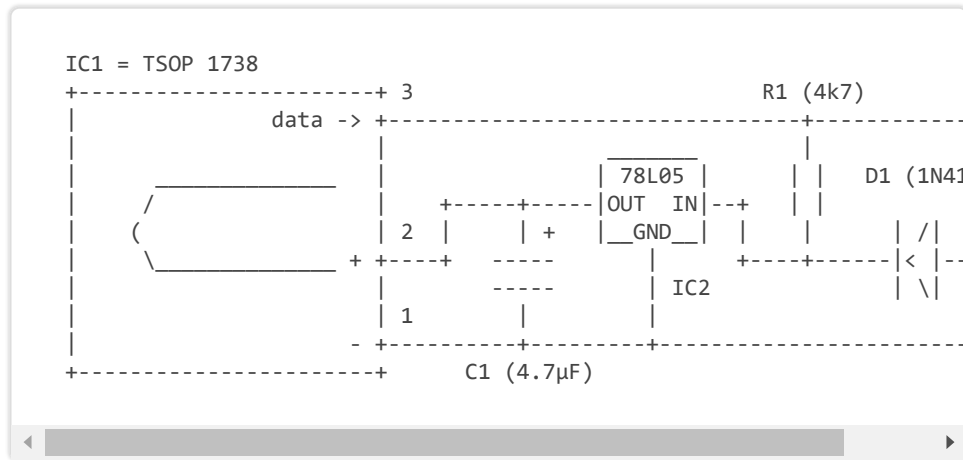 IC1 = TSOP 1738
3 R1 (4k7)
data ->
78L05 D1 (1N41
OUT IN
2 + GND
+
IC2
1
-
C1 (4.7µF)